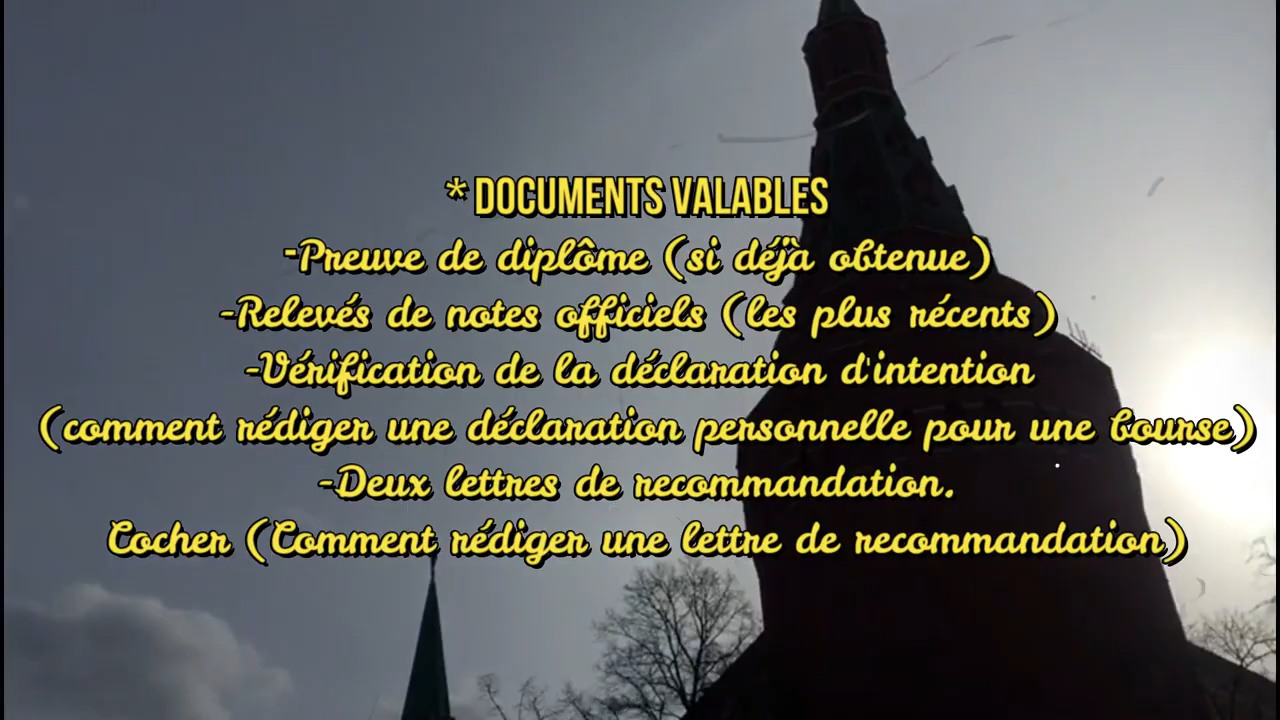 * DOCUMENTS VALABLES
-Preuve de diplôme (si déjà obtenue)
-Relevés de notes officiels (les plus récents)
-Vérification de la déclaration d'intention
(comment rédiger une déclaration personnelle pour une bourse)
-Deux lettres de recommandation.
Cocher (Comment rédiger une lettre de recommandation)